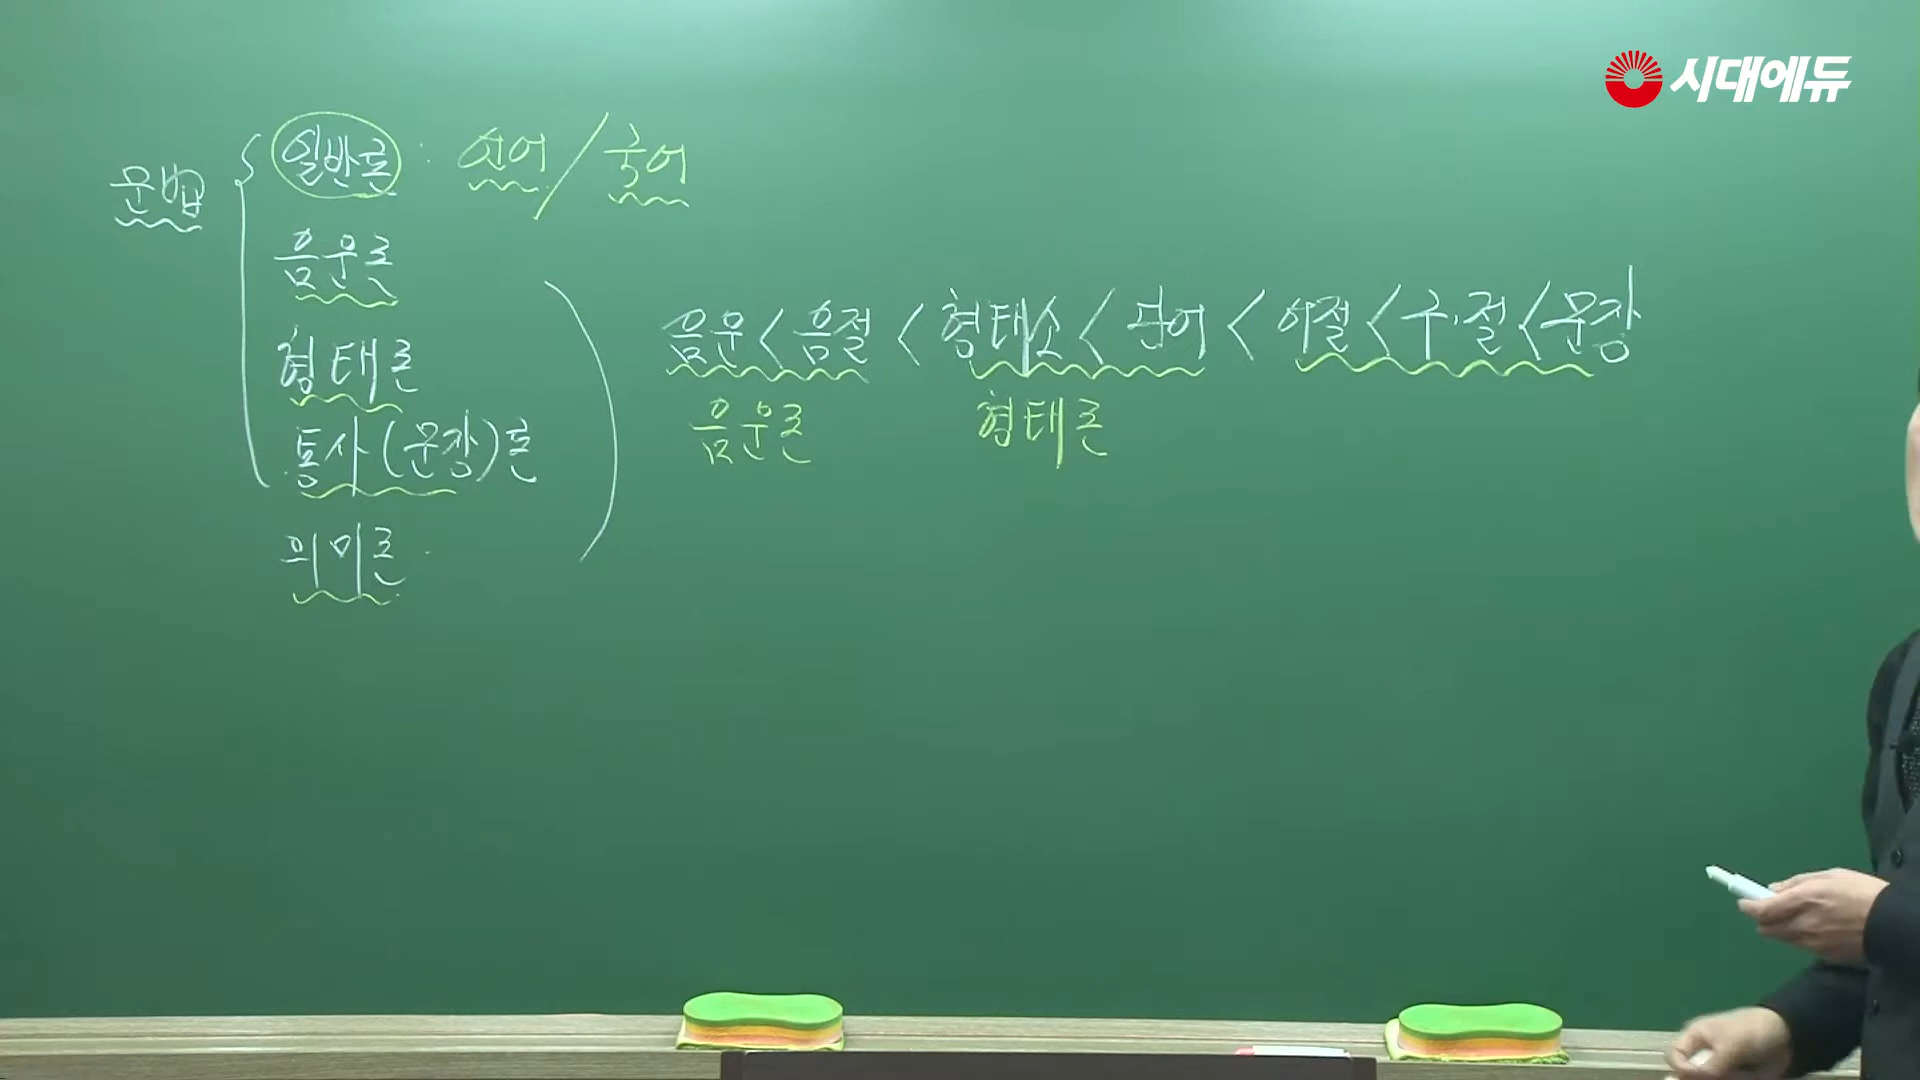 시대에듀
문법
일반론 : 언어 / 국어
음운론
형태론
통사(문장)론
의미론
음운 < 음절 < 형태소 < 단어 < 어절 < 구·절 < 문장
음운론 형태론